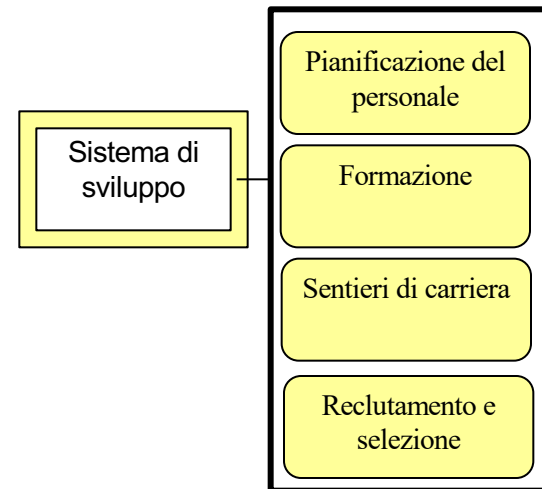 Sistema di
sviluppo
Pianificazione del
personale
Formazione
Sentieri di carriera
Reclutamento e
selezione